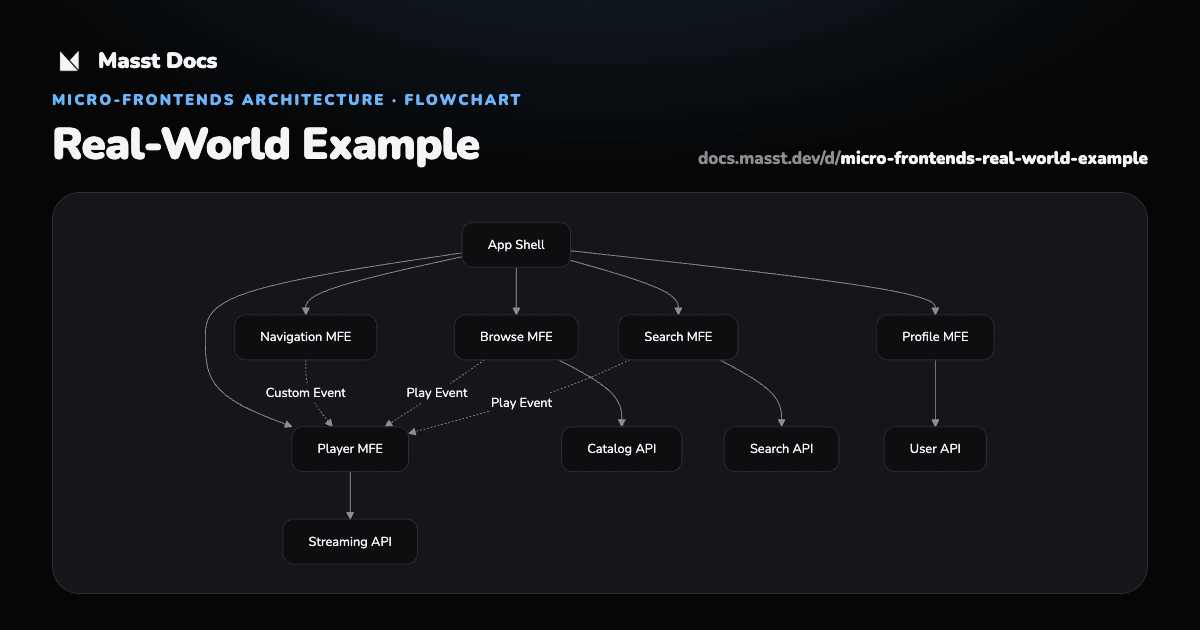 Masst Docs
MICRO-FRONTENDS ARCHITECTURE · FLOWCHART
Real-World Example
docs.masst.dev/d/micro-frontends-real-world-example
App Shell
Navigation MFE
Browse MFE
Search MFE
Profile MFE
Custom Event
Play Event
Play Event
Player MFE
Catalog API
Search API
User API
Streaming API